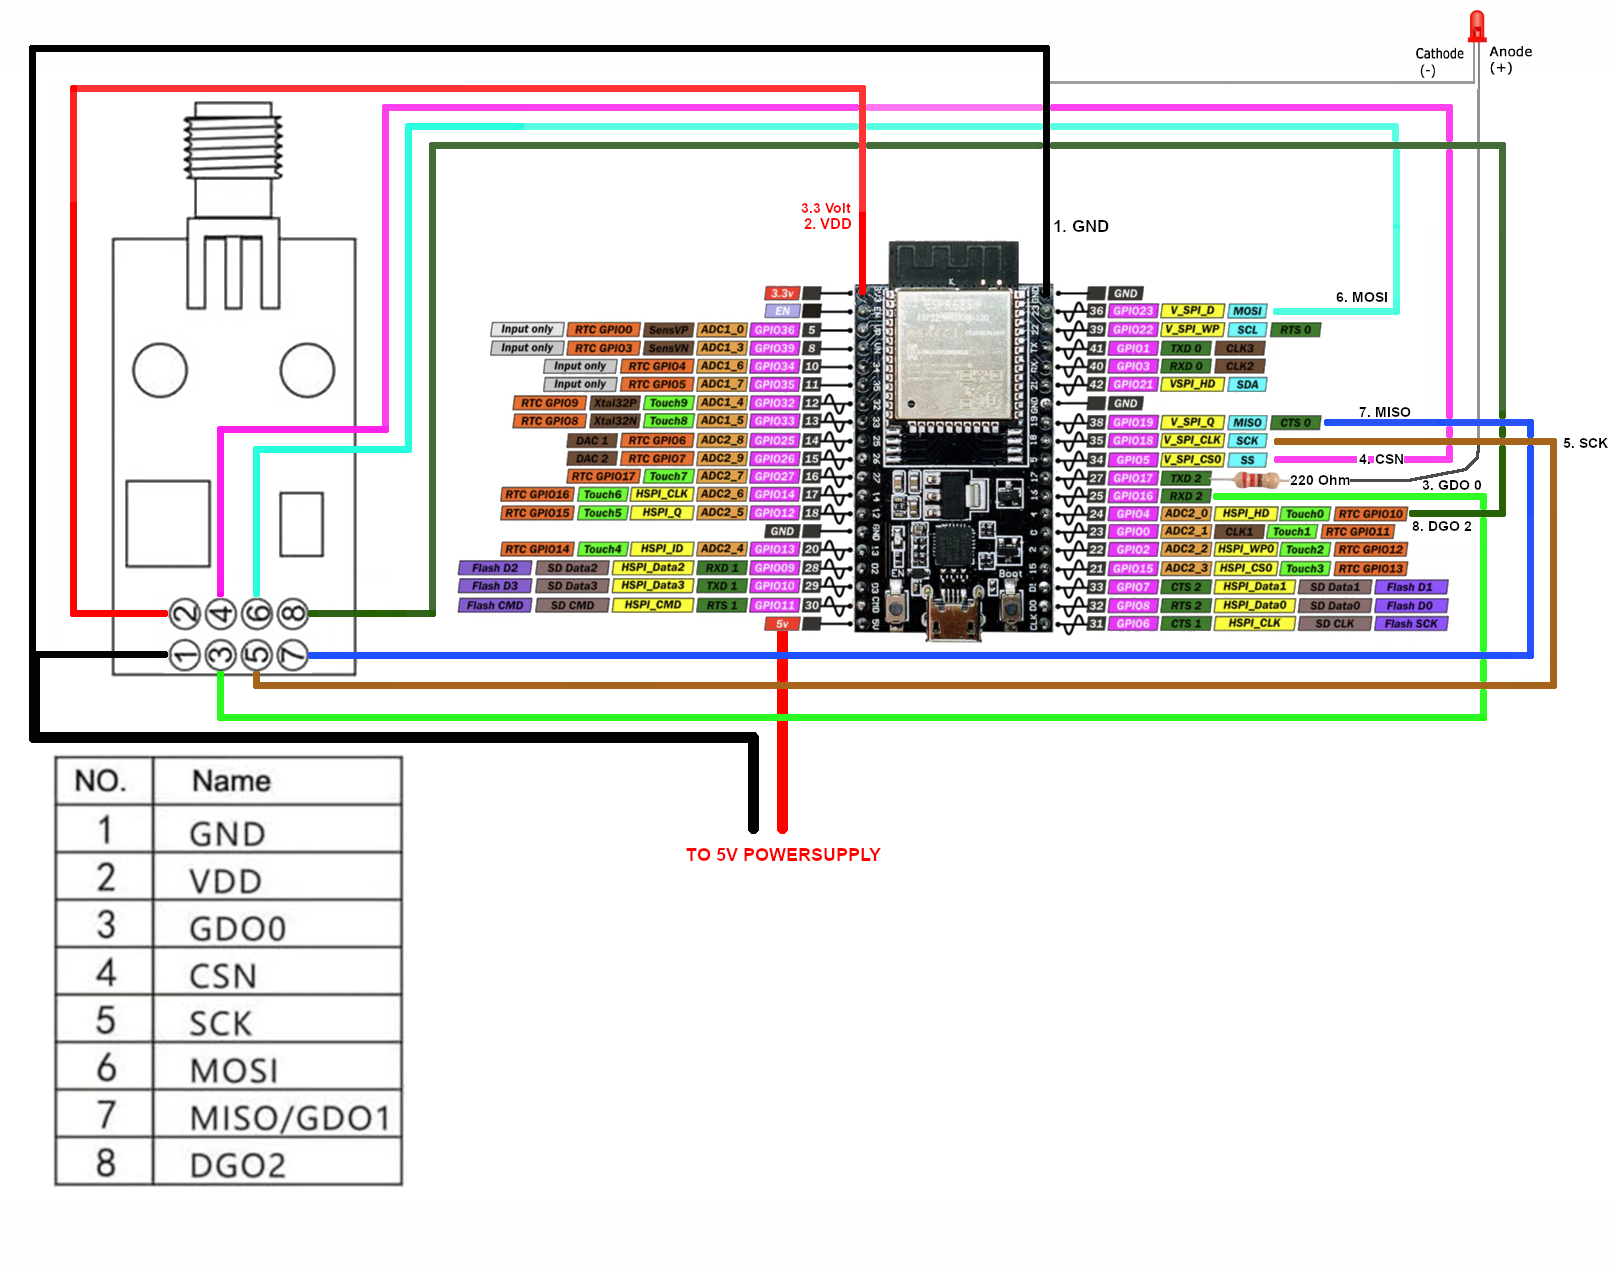 Cathode
(-)
Anode
(+)
3.3 Volt
2. VDD
1. GND
3.3v
EN
Input only RTC GPIO0 SensVP ADC1_0 GPIO36 5
Input only RTC GPIO3 SensVN ADC1_3 GPIO39 8
Input only RTC GPIO4 ADC1_6 GPIO34 10
Input only RTC GPIO5 ADC1_7 GPIO35 11
RTC GPIO9 Xtal32P Touch9 ADC1_4 GPIO32 12
RTC GPIO8 Xtal32N Touch8 ADC1_5 GPIO33 13
DAC 1 RTC GPIO6 ADC2_8 GPIO25 14
DAC 2 RTC GPIO7 ADC2_9 GPIO26 15
RTC GPIO17 Touch7 ADC2_7 GPIO27 16
RTC GPIO16 Touch6 HSPI_CLK ADC2_6 GPIO14 17
RTC GPIO15 Touch5 HSPI_Q ADC2_5 GPIO12 18
GND
RTC GPIO14 Touch4 HSPI_ID ADC2_4 GPIO13 20
Flash D2 SD Data2 HSPI_Data2 RXD 1 GPIO09 28
Flash D3 SD Data3 HSPI_Data3 TXD 1 GPIO10 29
Flash CMD SD CMD HSPI_CMD RTS 1 GPIO11 30
5v
EN
Boot
GND
6. MOSI
36 GPIO23 V_SPI_D MOSI
39 GPIO22 V_SPI_WP SCL RTS 0
41 GPIO1 TXD 0 CLK3
40 GPIO3 RXD 0 CLK2
42 GPIO21 VSPI_HD SDA
GND
7. MISO
38 GPIO19 V_SPI_Q MISO CTS 0
35 GPIO18 V_SPI_CLK SCK
5. SCK
34 GPIO5 V_SPI_CS0 SS
4. CSN
27 GPIO17 TXD 2
220 Ohm
3. GDO 0
25 GPIO16 RXD 2
24 GPIO4 ADC2_0 HSPI_HD Touch0 RTC GPIO10
8. DGO 2
23 GPIO0 ADC2_1 CLK1 Touch1 RTC GPIO11
22 GPIO2 ADC2_2 HSPI_WP0 Touch2 RTC GPIO12
21 GPIO15 ADC2_3 HSPI_CS0 Touch3 RTC GPIO13
33 GPIO7 CTS 2 HSPI_Data1 SD Data1 Flash D1
32 GPIO8 RTS 2 HSPI_Data0 SD Data0 Flash D0
31 GPIO6 CTS 1 HSPI_CLK SD CLK Flash SCK
2 4 6 8
1 3 5 7
TO 5V POWERSUPPLY
NO. Name
1 GND
2 VDD
3 GDO0
4 CSN
5 SCK
6 MOSI
7 MISO/GDO1
8 DGO2